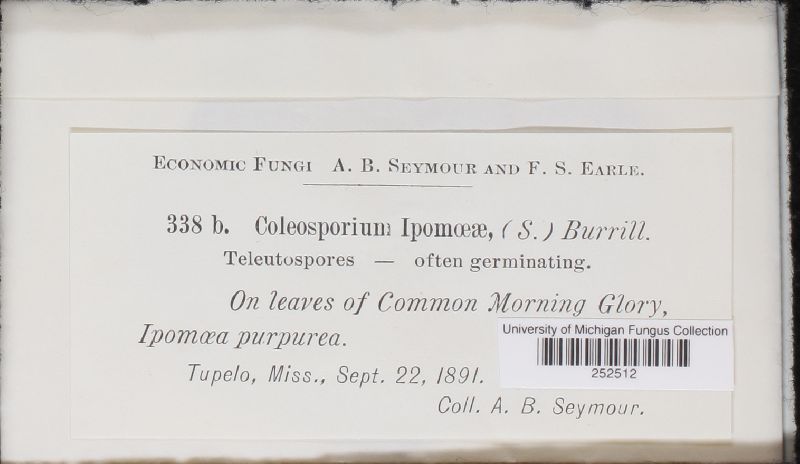 Economic Fungi A. B. Seymour and F. S. Earle.
338 b. Coleosporium Ipomœæ, (S.) Burrill.
Teleutospores — often germinating.
On leaves of Common Morning Glory,
Ipomœa purpurea.
Tupelo, Miss., Sept. 22, 1891.
Coll. A. B. Seymour.
University of Michigan Fungus Collection
252512